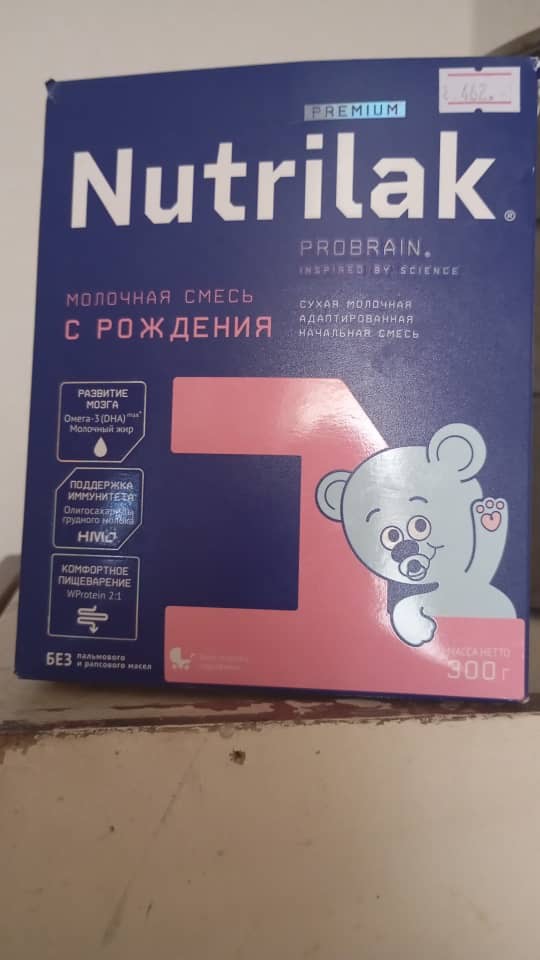 462.
PREMIUM
Nutrilak®
PROBRAIN®
INSPIRED BY SCIENCE
МОЛОЧНАЯ СМЕСЬ
С РОЖДЕНИЯ
СУХАЯ МОЛОЧНАЯ
АДАПТИРОВАННАЯ
НАЧАЛЬНАЯ СМЕСЬ
РАЗВИТИЕ
МОЗГА
Омега-3 (DHA) max*
Молочный жир
ПОДДЕРЖКА
ИММУНИТЕТА
Олигосахариды
грудного молока
HMO
КОМФОРТНОЕ
ПИЩЕВАРЕНИЕ
WProtein 2:1
1
БЕЗ пальмового
и рапсового масел
МАССА НЕТТО
300 г